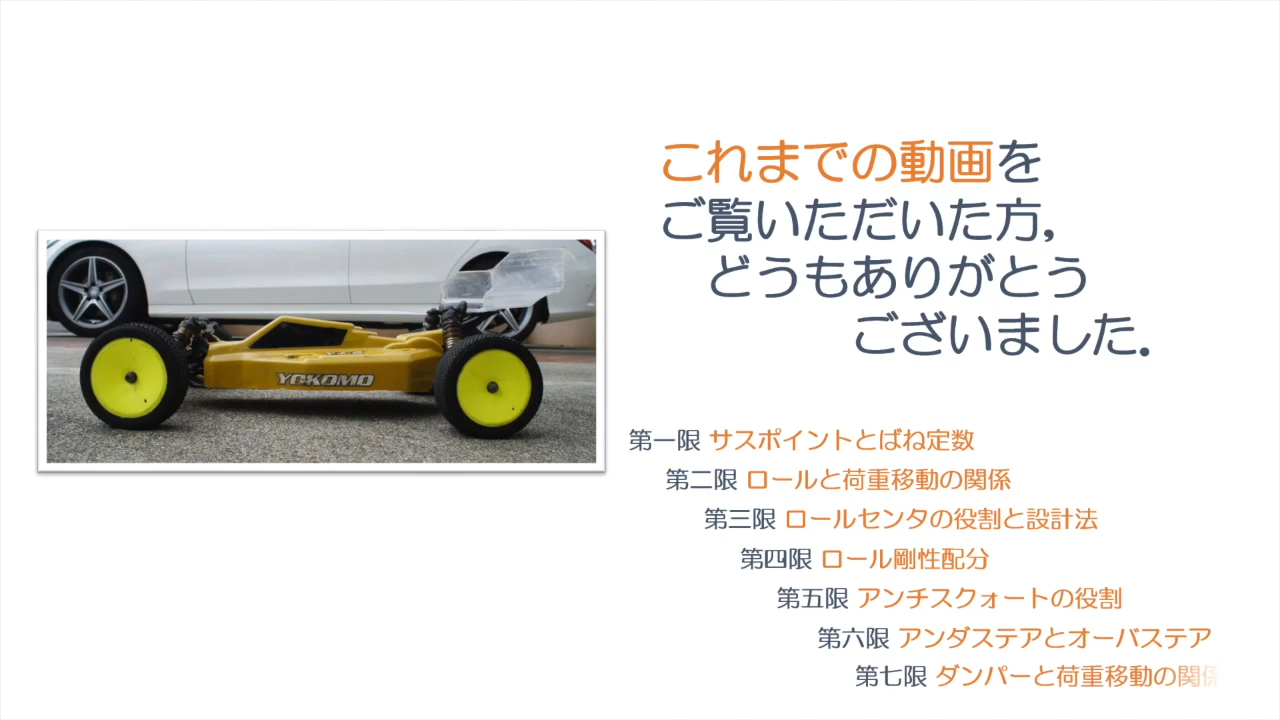 これまでの動画を
ご覧いただいた方，
どうもありがとう
ございました．
YOKOMO
第一限 サスポイントとばね定数
第二限 ロールと荷重移動の関係
第三限 ロールセンタの役割と設計法
第四限 ロール剛性配分
第五限 アンチスクォートの役割
第六限 アンダステアとオーバステア
第七限 ダンパーと荷重移動の関係